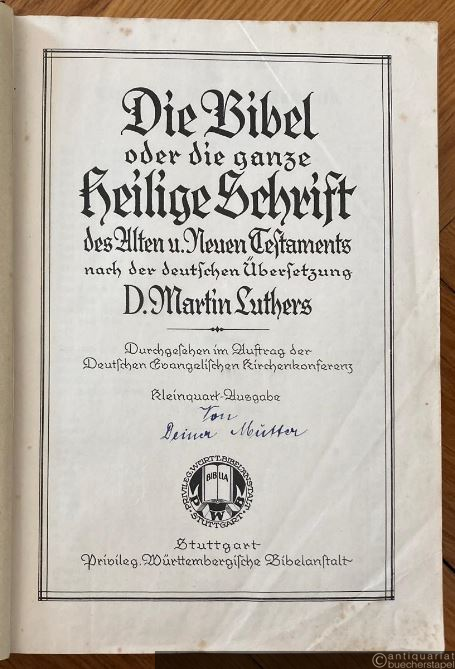 Die Bibel
oder die ganze
Heilige Schrift
des Alten u. Neuen Testaments
nach der deutschen Übersetzung
D. Martin Luthers
Durchgesehen im Auftrag der
Deutschen Evangelischen Kirchenkonferenz
Kleinquart-Ausgabe
Von
Deiner Mutter
PRIVILEG. WÜRTT. BIBELANSTALT
BIBLIA
P W B
STUTTGART
Stuttgart
Privileg. Württembergische Bibelanstalt
antiquariat
buecherstapel